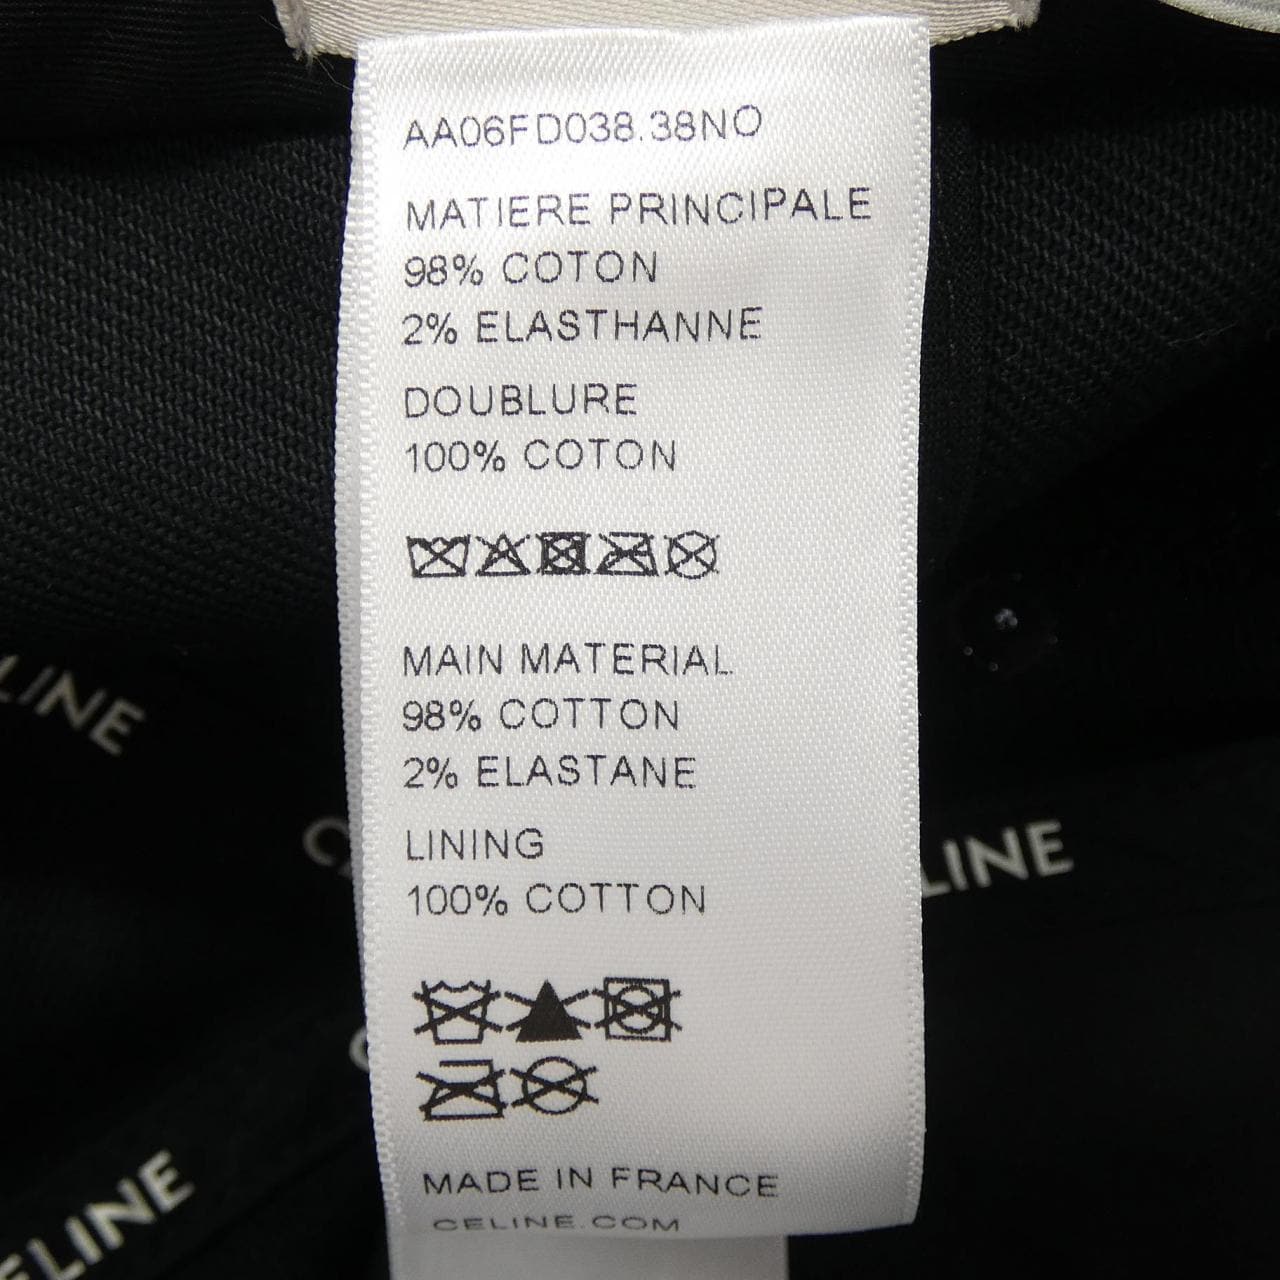 AA06FD038.38NO
MATIERE PRINCIPALE
98% COTON
2% ELASTHANNE
DOUBLURE
100% COTON
MAIN MATERIAL
98% COTTON
2% ELASTANE
LINING
100% COTTON
MADE IN FRANCE
CELINE.COM
LINE
LINE
ELINE